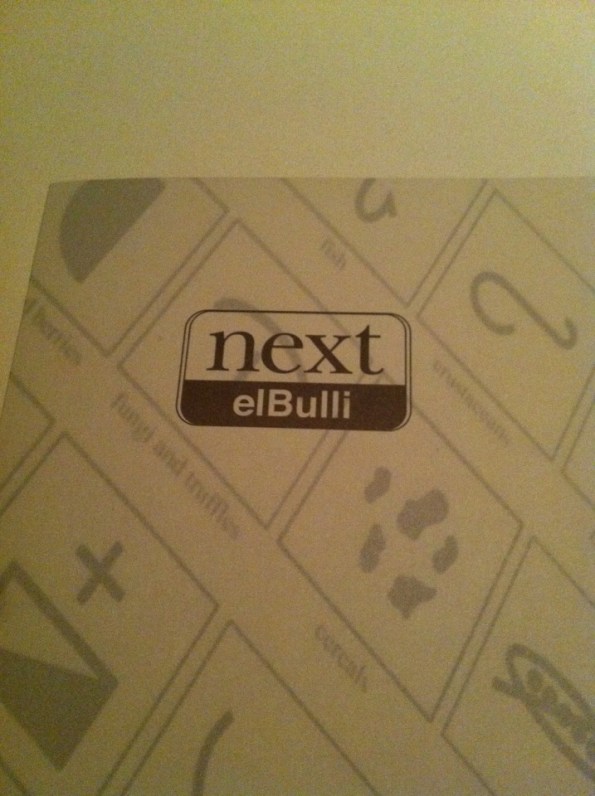 fish
next
elBulli
berries
crustaceans
fungi and truffles
cereals